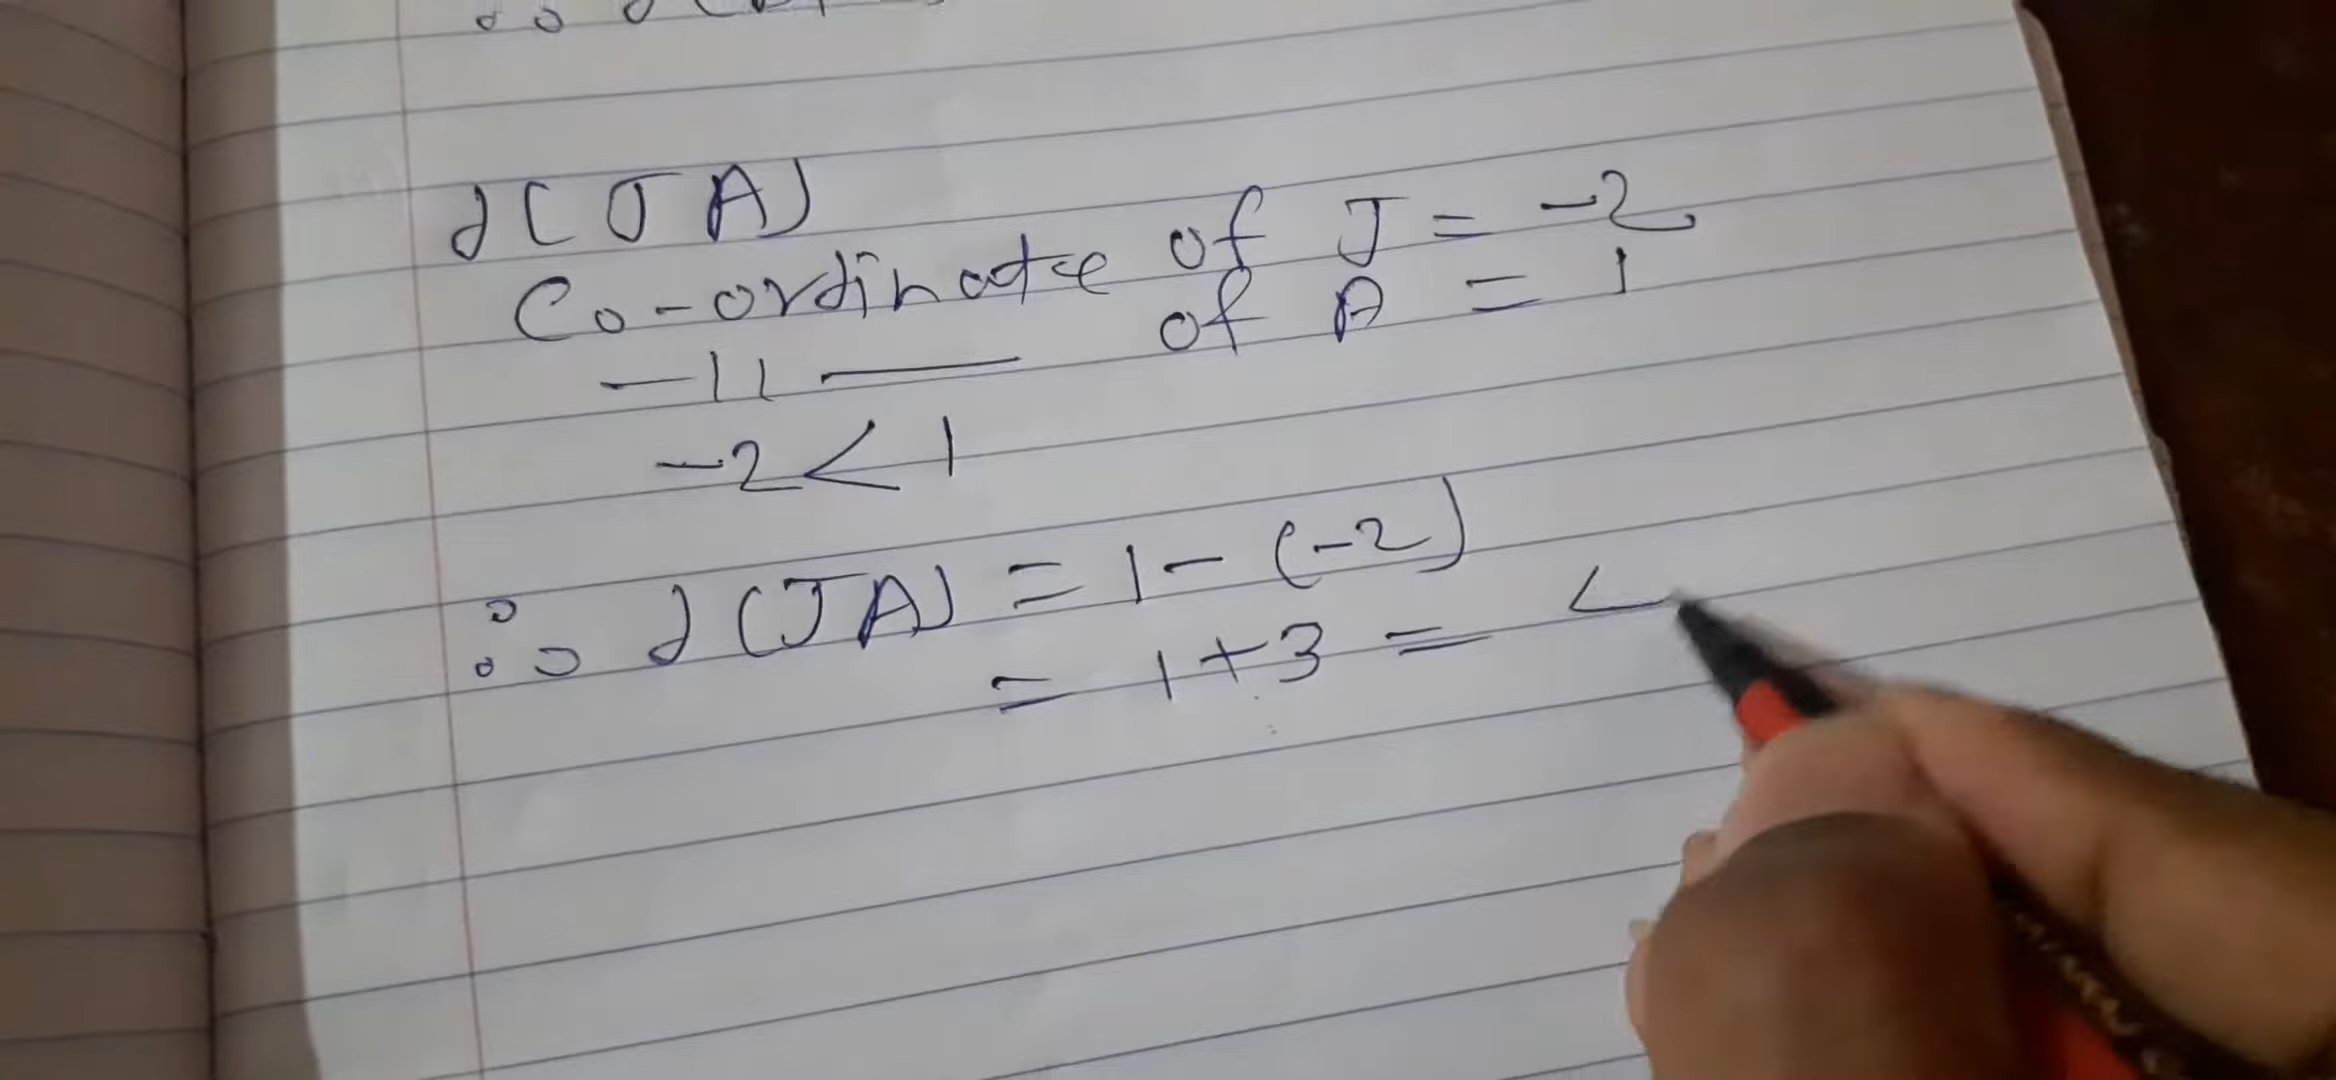 d(JA)
Co-ordinate of J = -2
-11- of A = 1
-2 < 1
∴ d(JA) = 1-(-2)
= 1+3 =